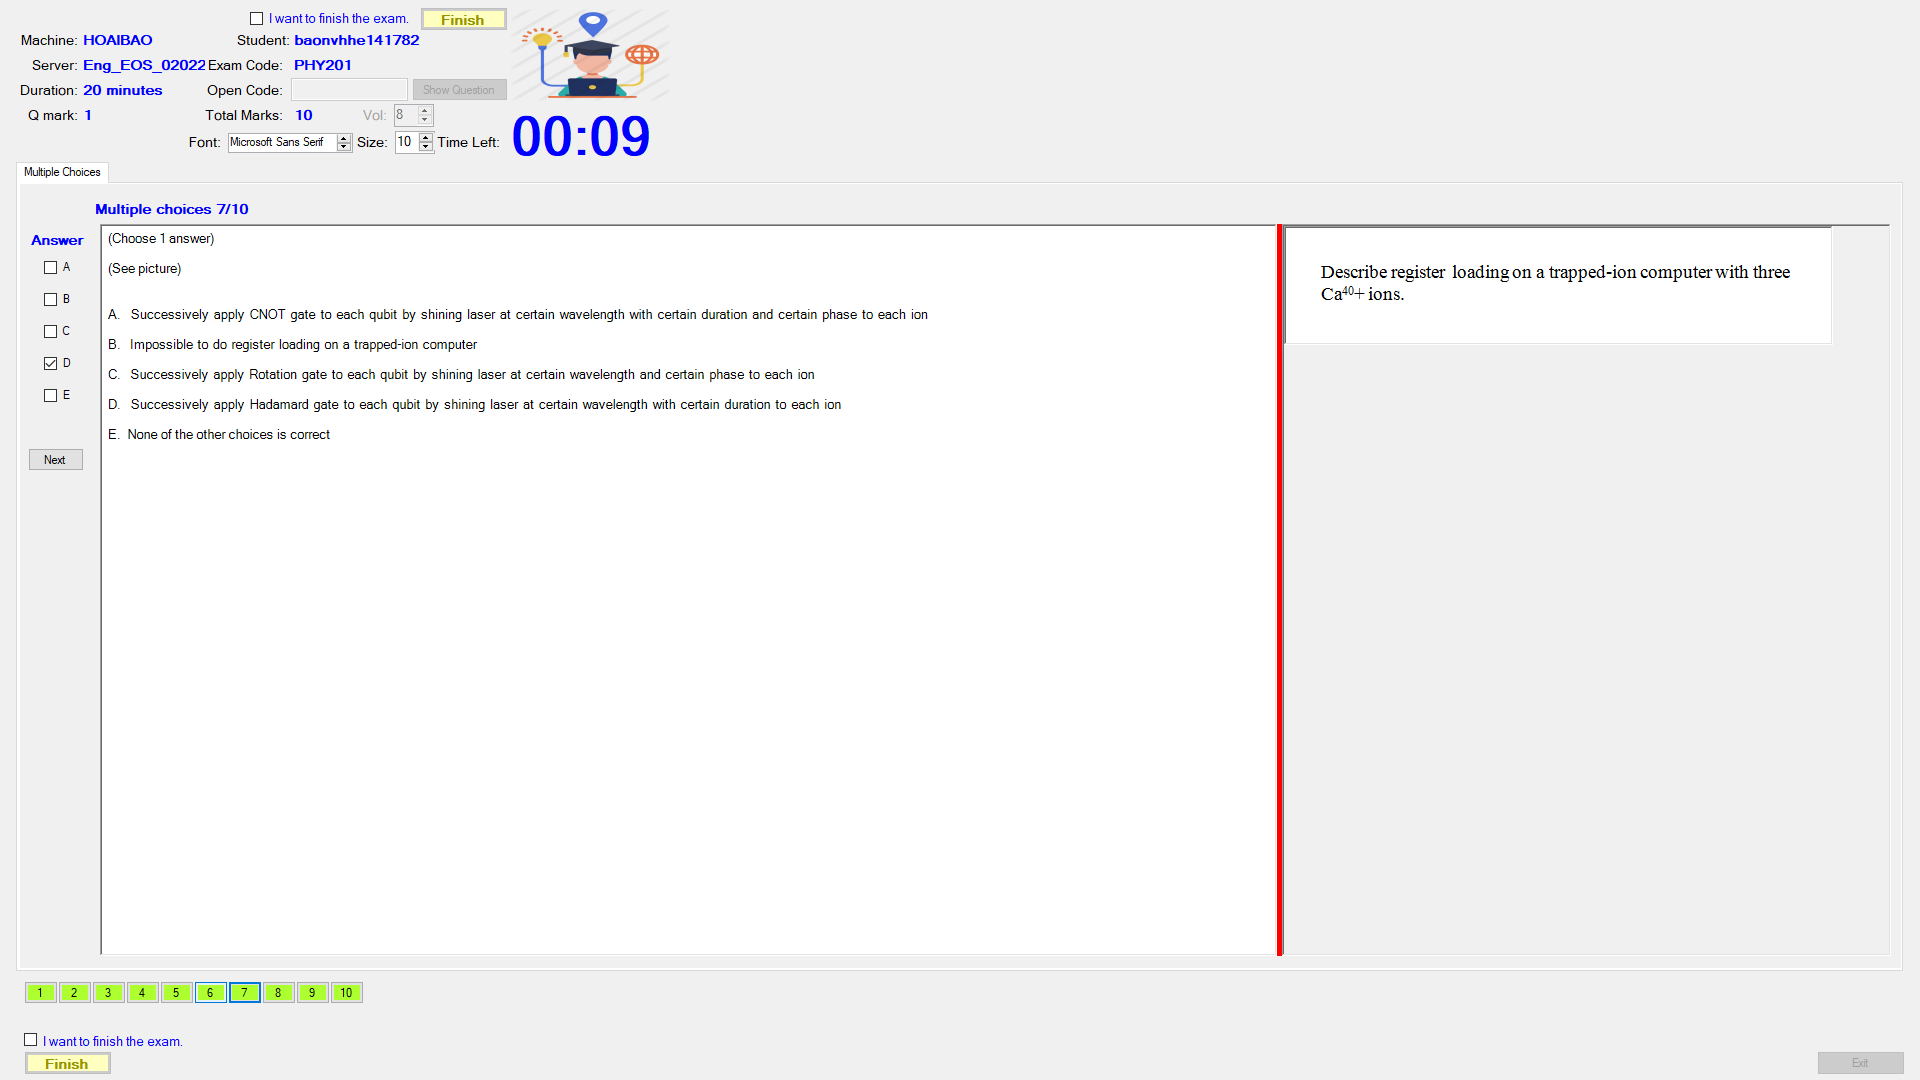 I want to finish the exam. Finish
Machine: HOAIBAO Student: baonvhhe141782
Server: Eng_EOS_02022 Exam Code: PHY201
Duration: 20 minutes Open Code: Show Question
Q mark: 1 Total Marks: 10 Vol: 8
Font: Microsoft Sans Serif Size: 10 Time Left: 00:09
Multiple Choices
Multiple choices 7/10
Answer
A
B
C
D
E
Next
(Choose 1 answer)
(See picture)
A. Successively apply CNOT gate to each qubit by shining laser at certain wavelength with certain duration and certain phase to each ion
B. Impossible to do register loading on a trapped-ion computer
C. Successively apply Rotation gate to each qubit by shining laser at certain wavelength and certain phase to each ion
D. Successively apply Hadamard gate to each qubit by shining laser at certain wavelength with certain duration to each ion
E. None of the other choices is correct
Describe register loading on a trapped-ion computer with three
Ca⁴⁰+ ions.
1 2 3 4 5 6 7 8 9 10
I want to finish the exam.
Finish
Exit